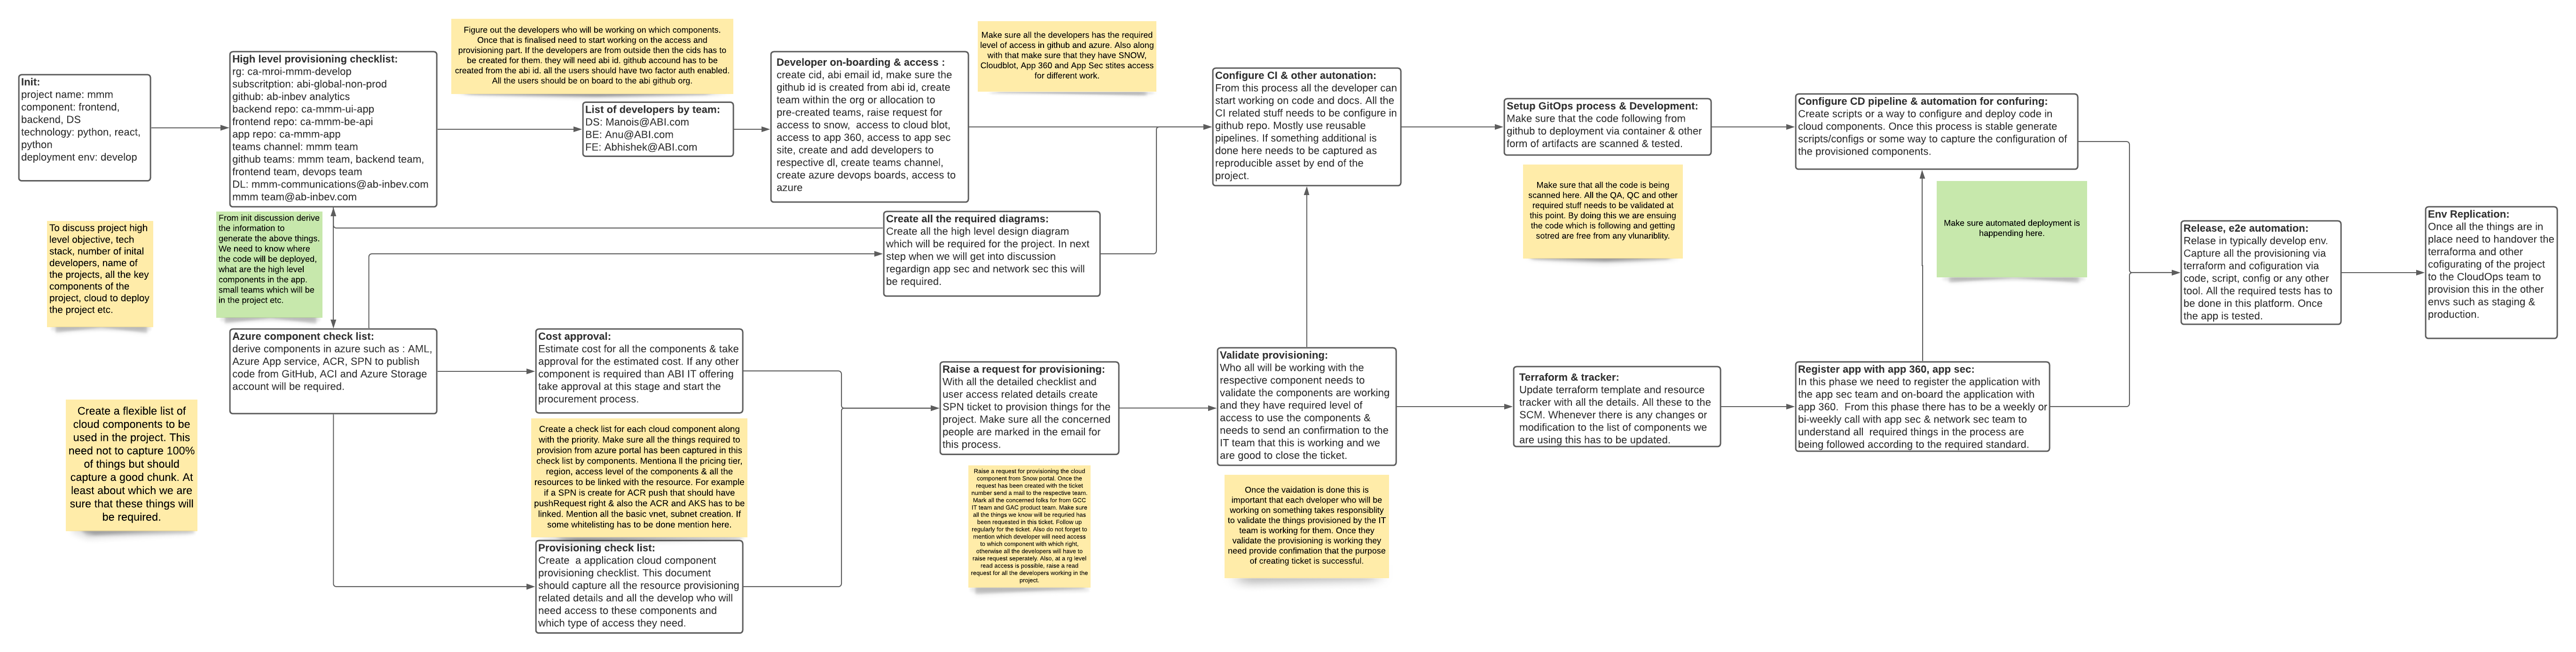 Init:
project name: mmm
component: frontend,
backend, DS
technology: python, react,
python
deployment env: develop
To discuss project high
level objective, tech
stack, number of inital
developers, name of
the projects, all the key
components of the
project, cloud to deploy
the project etc.
Create a flexible list of
cloud components to be
used in the project. This
need not to capture 100%
of things but should
capture a good chunk. At
least about which we are
sure that these things will
be required.
High level provisioning checklist:
rg: ca-mroi-mmm-develop
subscritption: abi-global-non-prod
github: ab-inbev analytics
backend repo: ca-mmm-ui-app
frontend repo: ca-mmm-be-api
app repo: ca-mmm-app
teams channel: mmm team
github teams: mmm team, backend team,
frontend team, devops team
DL: mmm-communications@ab-inbev.com
mmm team@ab-inbev.com
From init discussion derive
the information to
generate the above things.
We need to know where
the code will be deployed,
what are the high level
components in the app.
small teams which will be
in the project etc.
Azure component check list:
derive components in azure such as : AML,
Azure App service, ACR, SPN to publish
code from GitHub, ACI and Azure Storage
account will be required.
Figure out the developers who will be working on which components.
Once that is finalised need to start working on the access and
provisioning part. If the developers are from outside then the cids has to
be created for them. they will need abi id. github accound has to be
created from the abi id. all the users should have two factor auth enabled.
All the users should be on board to the abi github org.
List of developers by team:
DS: Manois@ABI.com
BE: Anu@ABI.com
FE: Abhishek@ABI.com
Developer on-boarding & access :
create cid, abi email id, make sure the
github id is created from abi id, create
team within the org or allocation to
pre-created teams, raise request for
access to snow,  access to cloud blot,
access to app 360, access to app sec
site, create and add developers to
respective dl, create teams channel,
create azure devops boards, access to
azure
Make sure all the developers has the required
level of access in github and azure. Also along
with that make sure that they have SNOW,
Cloudblot, App 360 and App Sec stites access
for different work.
Create all the required diagrams:
Create all the high level design diagram
which will be required for the project. In next
step when we will get into discussion
regardign app sec and network sec this will
be required.
Cost approval:
Estimate cost for all the components & take
approval for the estimated cost. If any other
component is required than ABI IT offering
take approval at this stage and start the
procurement process.
Create a check list for each cloud component along
with the priority. Make sure all the things required to
provision from azure portal has been captured in this
check list by components. Mentiona ll the pricing tier,
region, access level of the components & all the
resources to be linked with the resource. For example
if a SPN is create for ACR push that should have
pushRequest right & also the ACR and AKS has to be
linked. Mention all the basic vnet, subnet creation. If
some whitelisting has to be done mention here.
Provisioning check list:
Create  a application cloud component
provisioning checklist. This document
should capture all the resource provisioning
related details and all the develop who will
need access to these components and
which type of access they need.
Raise a request for provisioning:
With all the detailed checklist and
user access related details create
SPN ticket to provision things for the
project. Make sure all the concerned
people are marked in the email for
this process.
Raise a request for provisioning the cloud
component from Snow portal. Once the
request has been created with the ticket
number send a mail to the respective team.
Mark all the concerned folks for from GCC
IT team and GAC product team. Make sure
all the things we know will be requried has
been requested in this ticket. Follow up
regularly for the ticket. Also do not forget to
mention which developer will need access
to which component with which right,
otherwise all the developers will have to
raise request seperately. Also, at a rg level
read access is possible, raise a read
request for all the developers working in the
project.
Configure CI & other autonation:
From this process all the developer can
start working on code and docs. All the
CI related stuff needs to be configure in
github repo. Mostly use reusable
pipelines. If something additional is
done here needs to be captured as
reproducible asset by end of the
project.
Validate provisioning:
Who all will be working with the
respective component needs to
validate the components are working
and they have required level of
access to use the components &
needs to send an confirmation to the
IT team that this is working and we
are good to close the ticket.
Once the vaidation is done this is
important that each dveloper who will be
working on something takes responsiblity
to validate the things provisioned by the IT
team is working for them. Once they
validate the provisioning is working they
need provide confimation that the purpose
of creating ticket is successful.
Setup GitOps process & Development:
Make sure that the code following from
github to deployment via container & other
form of artifacts are scanned & tested.
Make sure that all the code is being
scanned here. All the QA, QC and other
required stuff needs to be validated at
this point. By doing this we are ensuing
the code which is following and getting
sotred are free from any vlunariblity.
Terraform & tracker:
Update terraform template and resource
tracker with all the details. All these to the
SCM. Whenever there is any changes or
modification to the list of components we
are using this has to be updated.
Configure CD pipeline & automation for confuring:
Create scripts or a way to configure and deploy code in
cloud components. Once this process is stable generate
scripts/configs or some way to capture the configuration of
the provisioned components.
Make sure automated deployment is
happending here.
Register app with app 360, app sec:
In this phase we need to register the application with
the app sec team and on-board the application with
app 360.  From this phase there has to be a weekly or
bi-weekly call with app sec & network sec team to
understand all  required things in the process are
being followed according to the required standard.
Release, e2e automation:
Relase in typically develop env.
Capture all the provisioning via
terraform and cofiguration via
code, script, config or any other
tool. All the required tests has to
be done in this platform. Once
the app is tested.
Env Replication:
Once all the things are in
place need to handover the
terraforma and other
cofigurating of the project
to the CloudOps team to
provision this in the other
envs such as staging &
production.